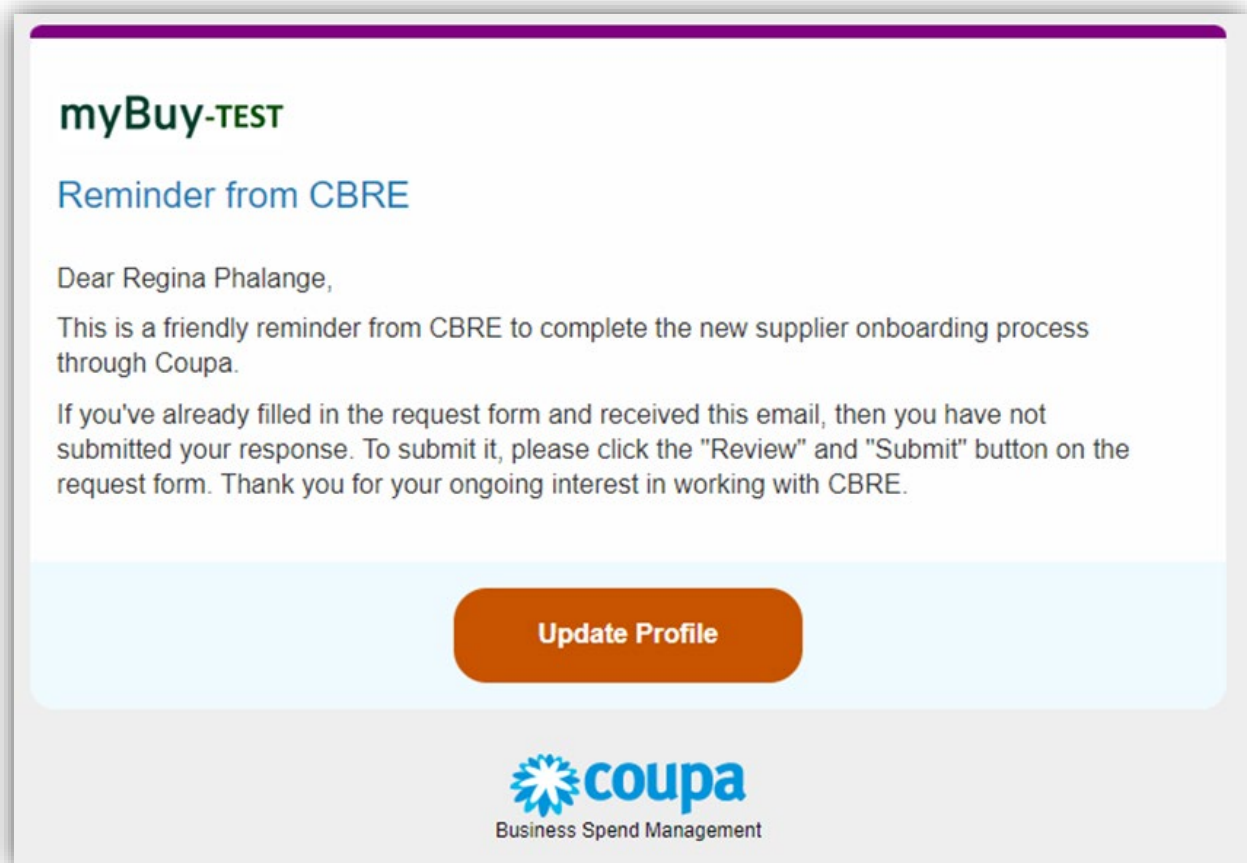 myBuy-TEST
Reminder from CBRE
Dear Regina Phalange,
This is a friendly reminder from CBRE to complete the new supplier onboarding process
through Coupa.
If you've already filled in the request form and received this email, then you have not
submitted your response. To submit it, please click the "Review" and "Submit" button on the
request form. Thank you for your ongoing interest in working with CBRE.
Update Profile
coupa
Business Spend Management